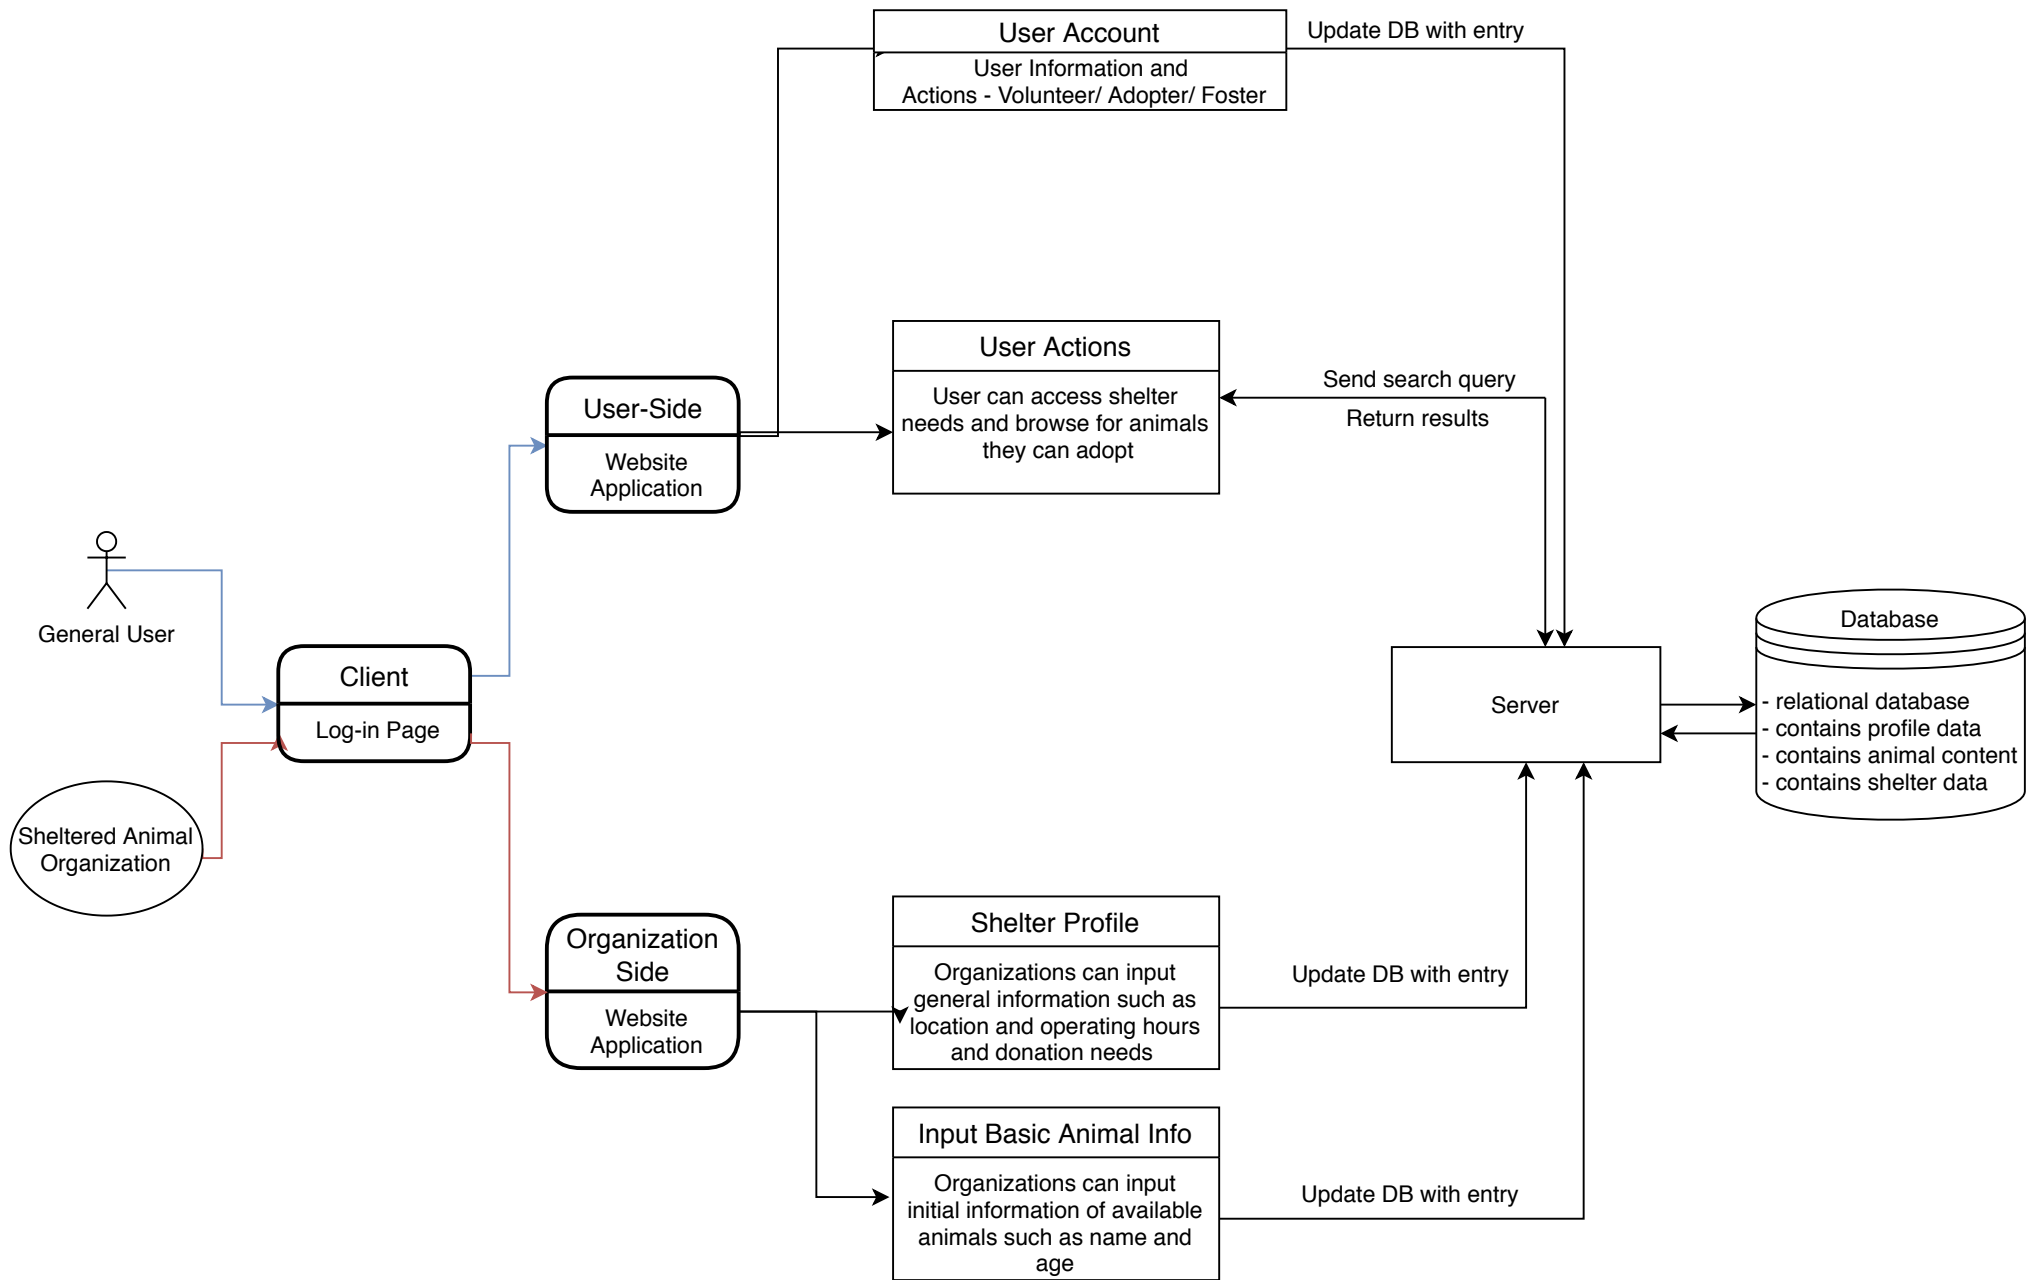 User Account
User Information and
Actions - Volunteer/ Adopter/ Foster
Update DB with entry
User Actions
User can access shelter
needs and browse for animals
they can adopt
Send search query
Return results
User-Side
Website
Application
General User
Client
Log-in Page
Sheltered Animal
Organization
Server
Database
- relational database
- contains profile data
- contains animal content
- contains shelter data
Organization
Side
Website
Application
Shelter Profile
Organizations can input
general information such as
location and operating hours
and donation needs
Update DB with entry
Input Basic Animal Info
Organizations can input
initial information of available
animals such as name and
age
Update DB with entry